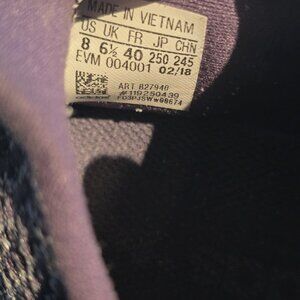 MADE IN VIETNAM
US UK FR JP CHN
8 6½ 40 250 245
EVM 004001 02/18
ART B27940
#119250439